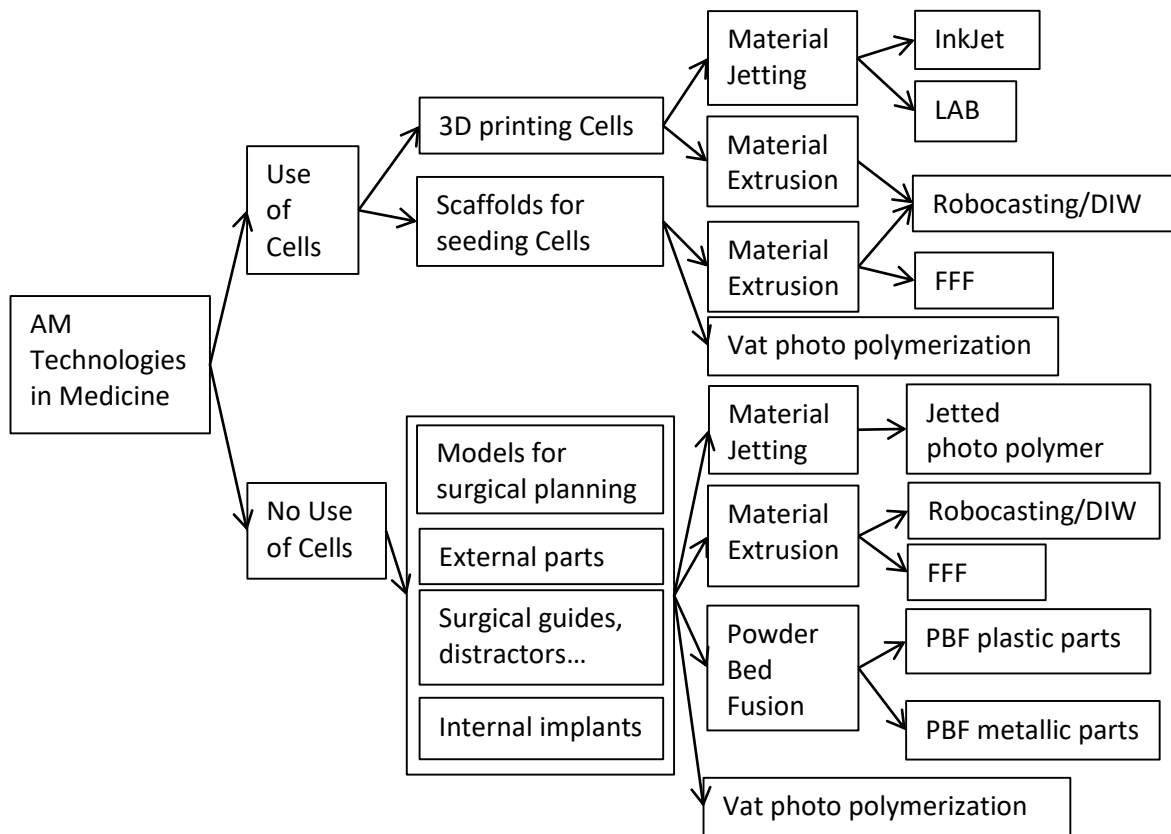 AM
Technologies
in Medicine
Use
of
Cells
No Use
of Cells
3D printing Cells
Scaffolds for
seeding Cells
Models for
surgical planning
External parts
Surgical guides,
distractors...
Internal implants
Material
Jetting
Material
Extrusion
Material
Extrusion
Vat photo polymerization
Material
Jetting
Material
Extrusion
Powder
Bed
Fusion
Vat photo polymerization
InkJet
LAB
Robocasting/DIW
FFF
Jetted
photo polymer
Robocasting/DIW
FFF
PBF plastic parts
PBF metallic parts